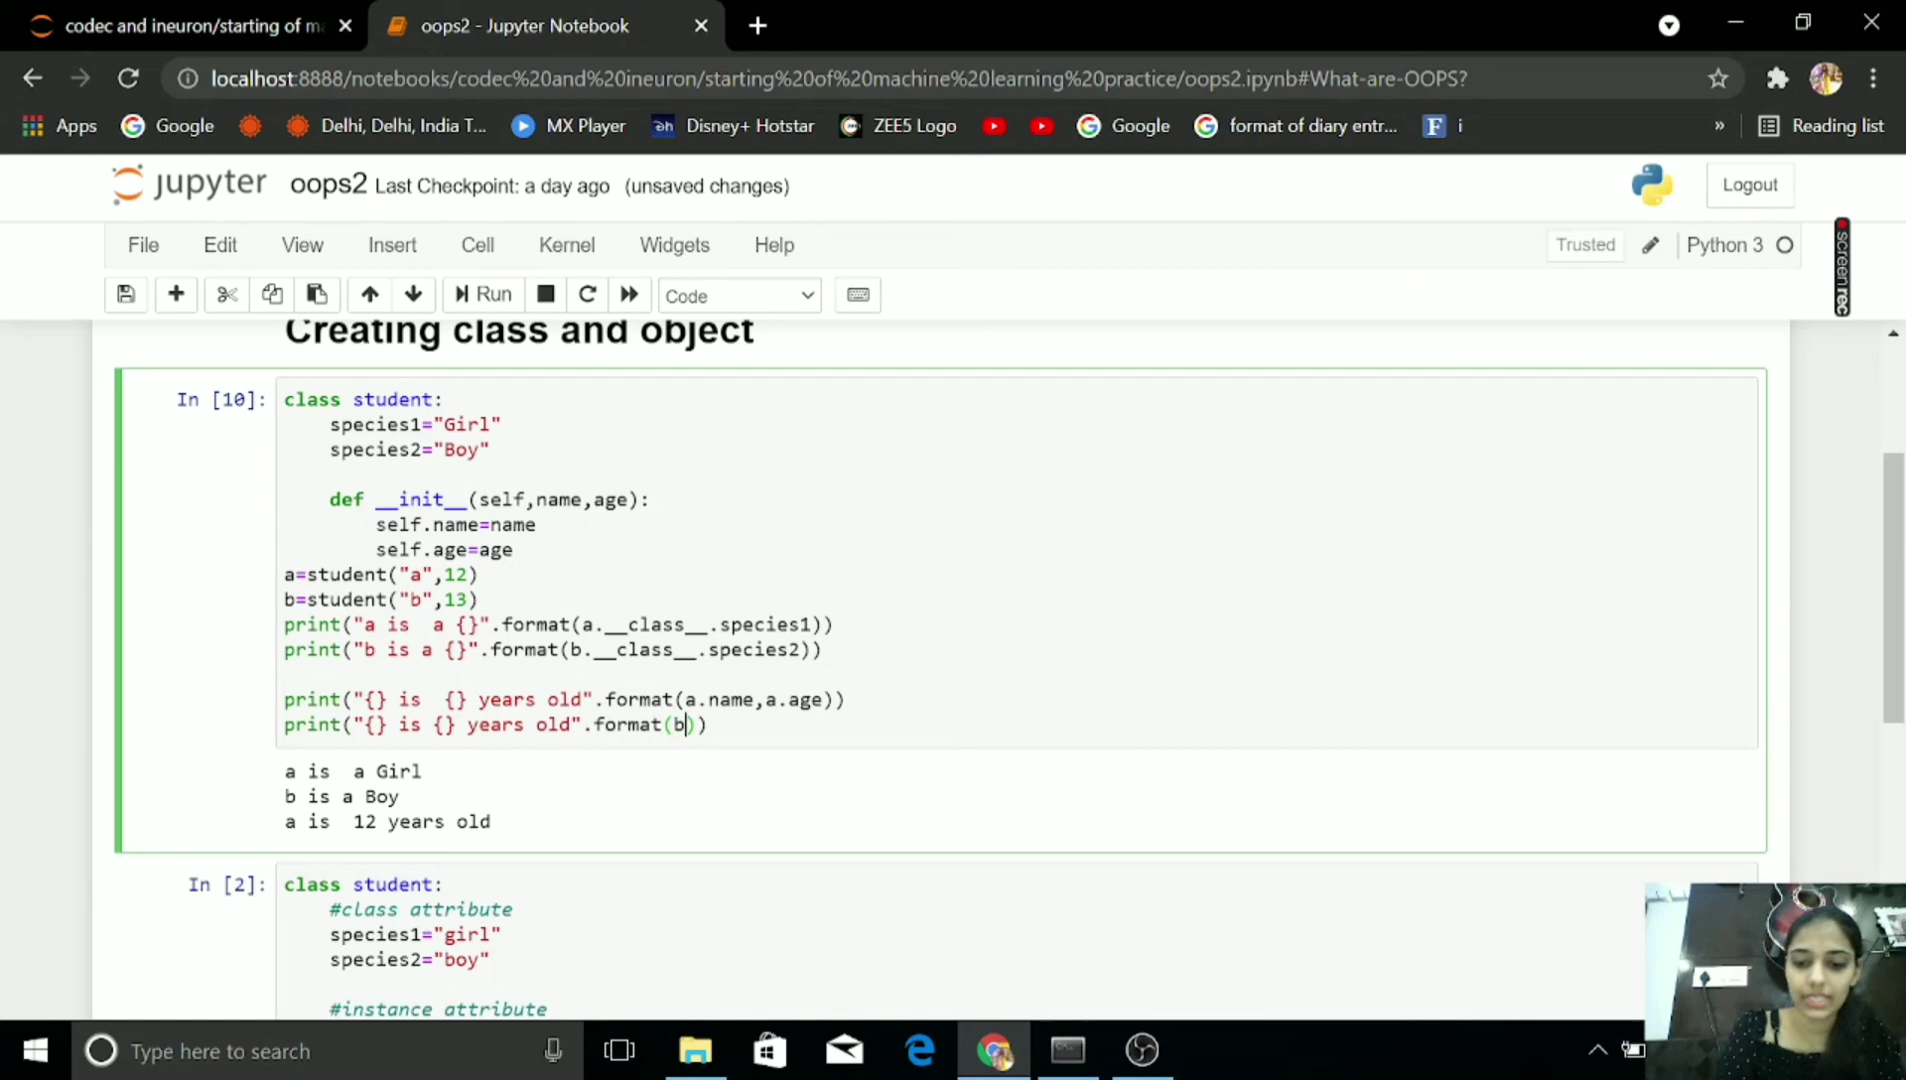 codec and ineuron/starting of m
oops2 - Jupyter Notebook
localhost:8888/notebooks/codec%20and%20ineuron/starting%20of%20machine%20learning%20practice/oops2.ipynb#What-are-OOPS?
Apps
Google
Delhi, Delhi, India T...
MX Player
Disney+ Hotstar
ZEE5 Logo
Google
format of diary entr...
i
»
Reading list
jupyter
oops2 Last Checkpoint: a day ago (unsaved changes)
Logout
File Edit View Insert Cell Kernel Widgets Help
Trusted
Python 3
Run
Code
screenrec
Creating class and object
In [10]:
class student:
    species1="Girl"
    species2="Boy"
    def __init__(self,name,age):
        self.name=name
        self.age=age
a=student("a",12)
b=student("b",13)
print("a is  a {}".format(a.__class__.species1))
print("b is a {}".format(b.__class__.species2))
print("{} is  {} years old".format(a.name,a.age))
print("{} is {} years old".format(b))
a is  a Girl
b is a Boy
a is  12 years old
In [2]:
class student:
    #class attribute
    species1="girl"
    species2="boy"
    #instance attribute
Type here to search